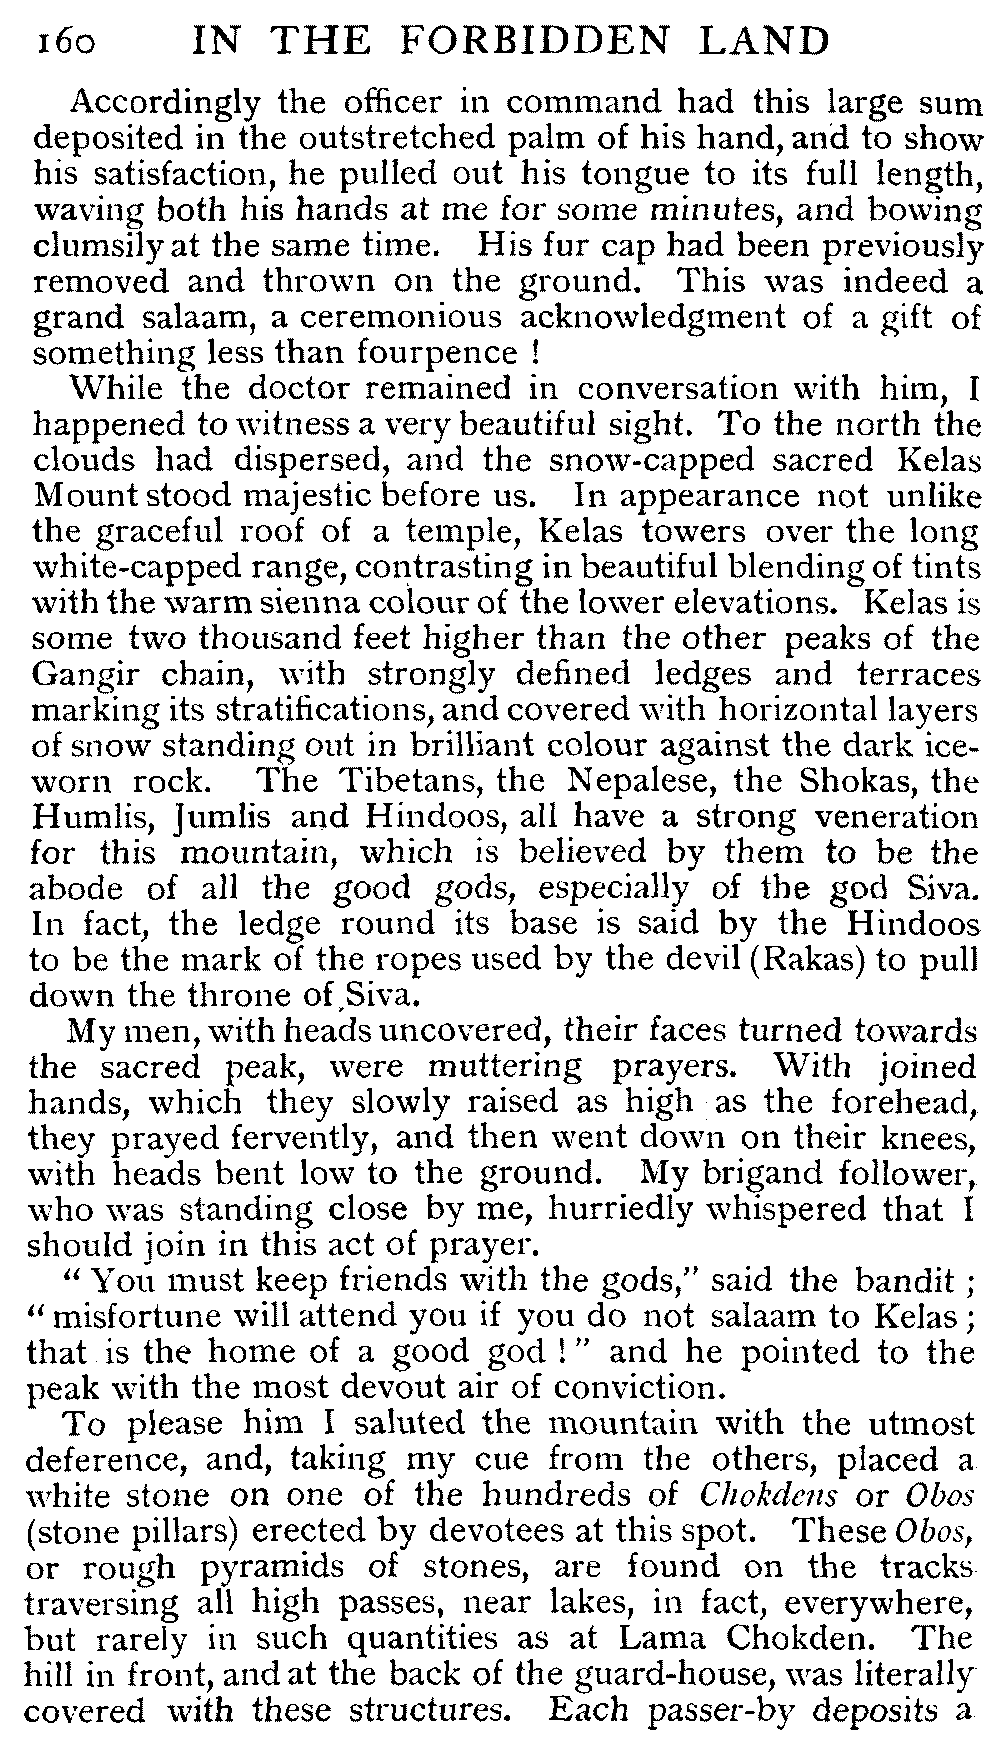 160 IN THE FORBIDDEN LAND
Accordingly the officer in command had this large sum
deposited in the outstretched palm of his hand, and to show
his satisfaction, he pulled out his tongue to its full length,
waving both his hands at me for some minutes, and bowing
clumsily at the same time. His fur cap had been previously
removed and thrown on the ground. This was indeed a
grand salaam, a ceremonious acknowledgment of a gift of
something less than fourpence !
While the doctor remained in conversation with him, I
happened to witness a very beautiful sight. To the north the
clouds had dispersed, and the snow-capped sacred Kelas
Mount stood majestic before us. In appearance not unlike
the graceful roof of a temple, Kelas towers over the long
white-capped range, contrasting in beautiful blending of tints
with the warm sienna colour of the lower elevations. Kelas is
some two thousand feet higher than the other peaks of the
Gangir chain, with strongly defined ledges and terraces
marking its stratifications, and covered with horizontal layers
of snow standing out in brilliant colour against the dark ice-
worn rock. The Tibetans, the Nepalese, the Shokas, the
Humlis, Jumlis and Hindoos, all have a strong veneration
for this mountain, which is believed by them to be the
abode of all the good gods, especially of the god Siva.
In fact, the ledge round its base is said by the Hindoos
to be the mark of the ropes used by the devil (Rakas) to pull
down the throne of Siva.
My men, with heads uncovered, their faces turned towards
the sacred peak, were muttering prayers. With joined
hands, which they slowly raised as high as the forehead,
they prayed fervently, and then went down on their knees,
with heads bent low to the ground. My brigand follower,
who was standing close by me, hurriedly whispered that I
should join in this act of prayer.
“ You must keep friends with the gods,” said the bandit ;
“ misfortune will attend you if you do not salaam to Kelas ;
that is the home of a good god ! ” and he pointed to the
peak with the most devout air of conviction.
To please him I saluted the mountain with the utmost
deference, and, taking my cue from the others, placed a
white stone on one of the hundreds of Chokdens or Obos
(stone pillars) erected by devotees at this spot. These Obos,
or rough pyramids of stones, are found on the tracks
traversing all high passes, near lakes, in fact, everywhere,
but rarely in such quantities as at Lama Chokden. The
hill in front, and at the back of the guard-house, was literally
covered with these structures. Each passer-by deposits a